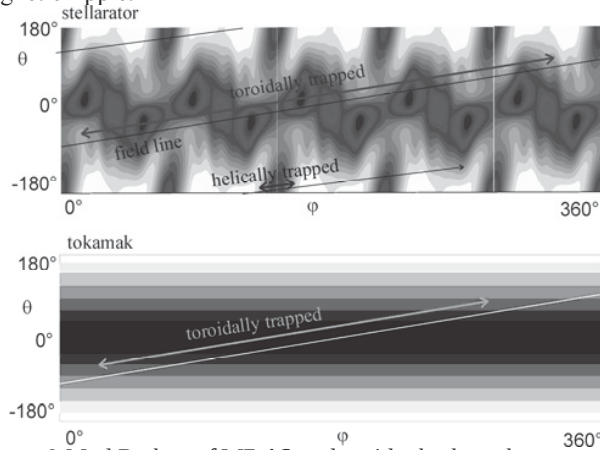 stellarator
180°
θ
toroidally trapped
0°
field line
helically trapped
-180°
0° φ 360°
tokamak
180°
θ
toroidally trapped
0°
-180°
0° φ 360°